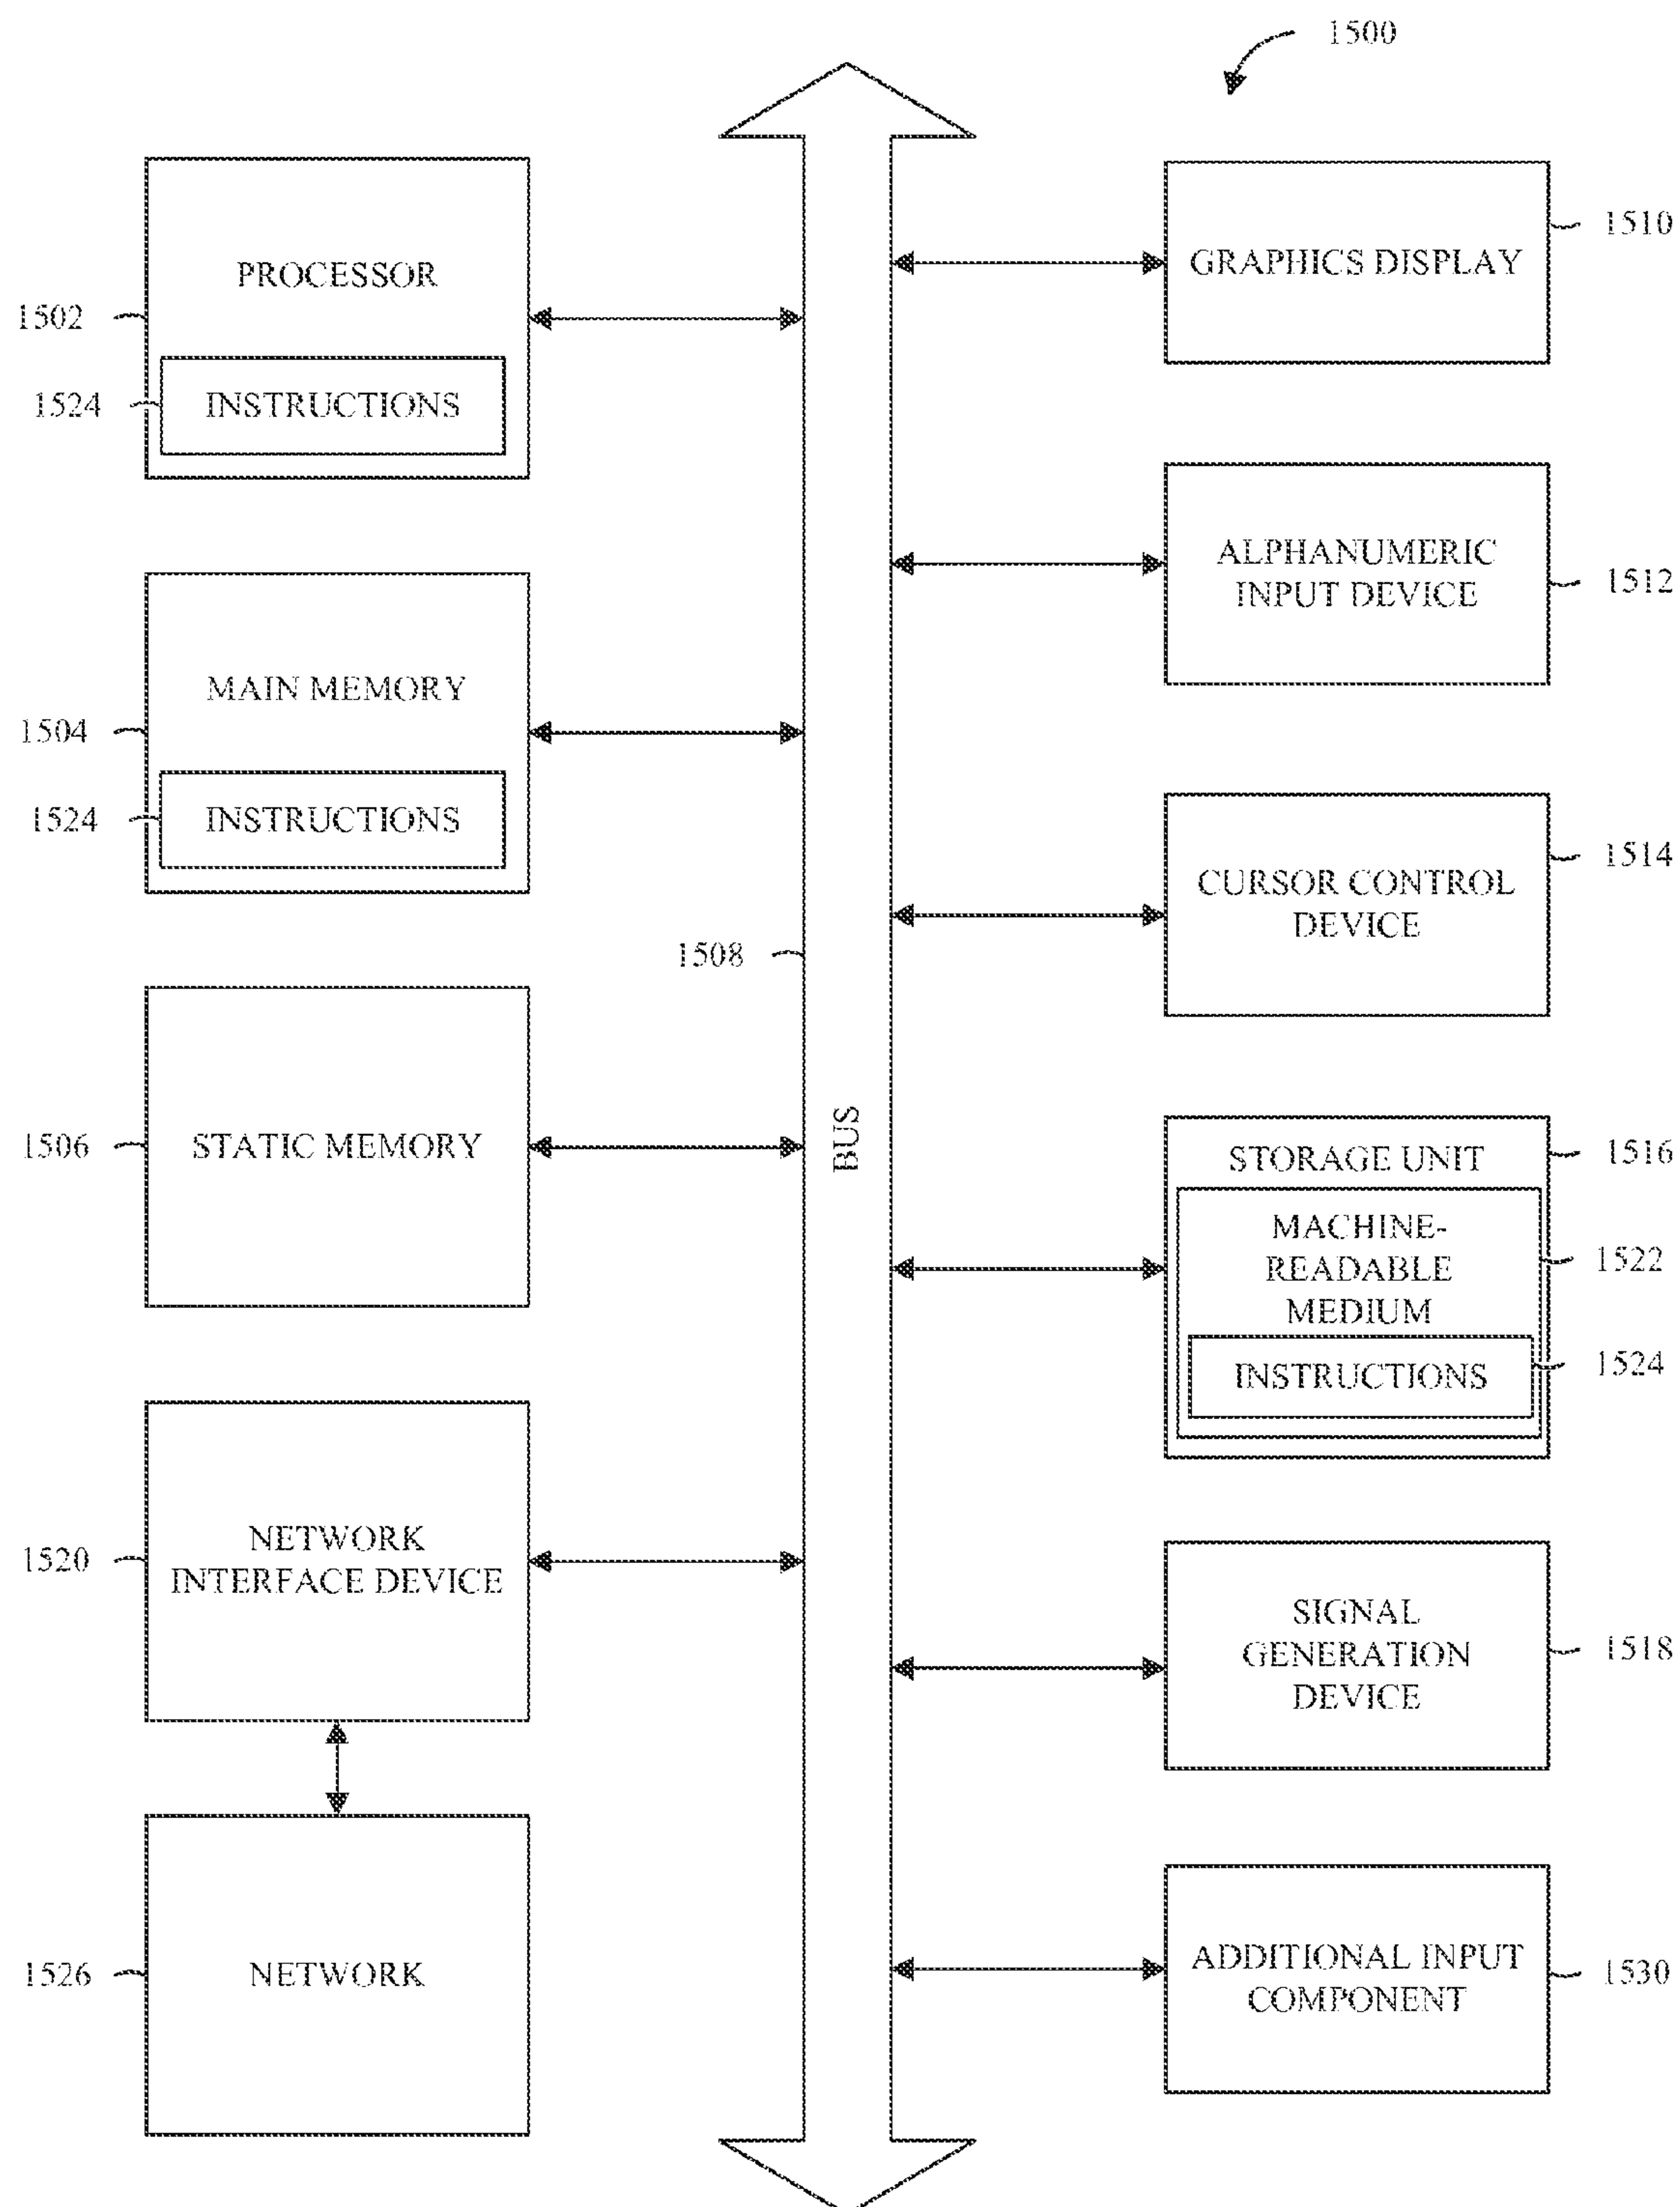 1500
PROCESSOR
1502
1524
INSTRUCTIONS
MAIN MEMORY
1504
1524
INSTRUCTIONS
1508
1506
STATIC MEMORY
BUS
NETWORK
1520
INTERFACE DEVICE
1526
NETWORK
1510
GRAPHICS DISPLAY
ALPHANUMERIC
INPUT DEVICE
1512
1514
CURSOR CONTROL
DEVICE
STORAGE UNIT
1516
MACHINE-
READABLE
MEDIUM
1522
INSTRUCTIONS
1524
SIGNAL
GENERATION
DEVICE
1518
ADDITIONAL INPUT
COMPONENT
1530